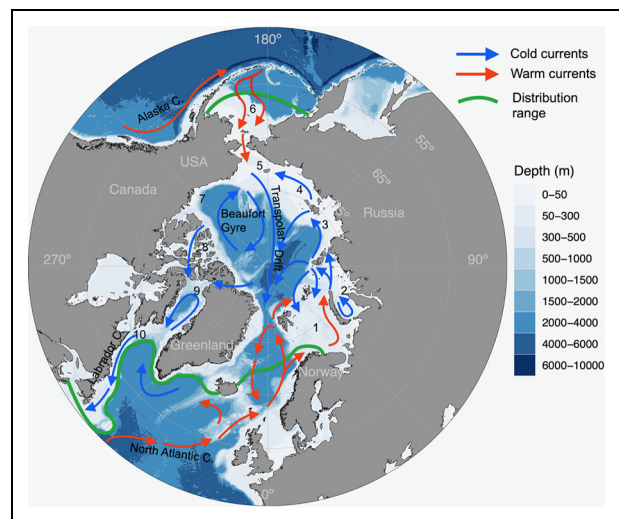 180°
Cold currents
Warm currents
Distribution
range
Alaska C.
6
55°
USA
5
65°
Canada
4
Depth (m)
7
Russia
0–50
Beaufort
Gyre
3
50–300
Transpolar Drift
8
300–500
500–1000
270°
90°
1000–1500
9
2
1500–2000
2000–4000
10
1
4000–6000
Labrador C.
Greenland
6000–10000
Norway
North Atlantic C.
0°